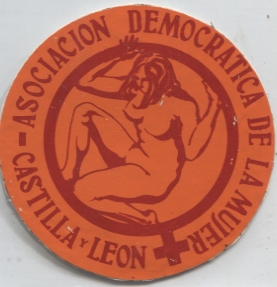 ASOCIACION DEMOCRATICA DE LA MUJER
- CASTILLA Y LEON